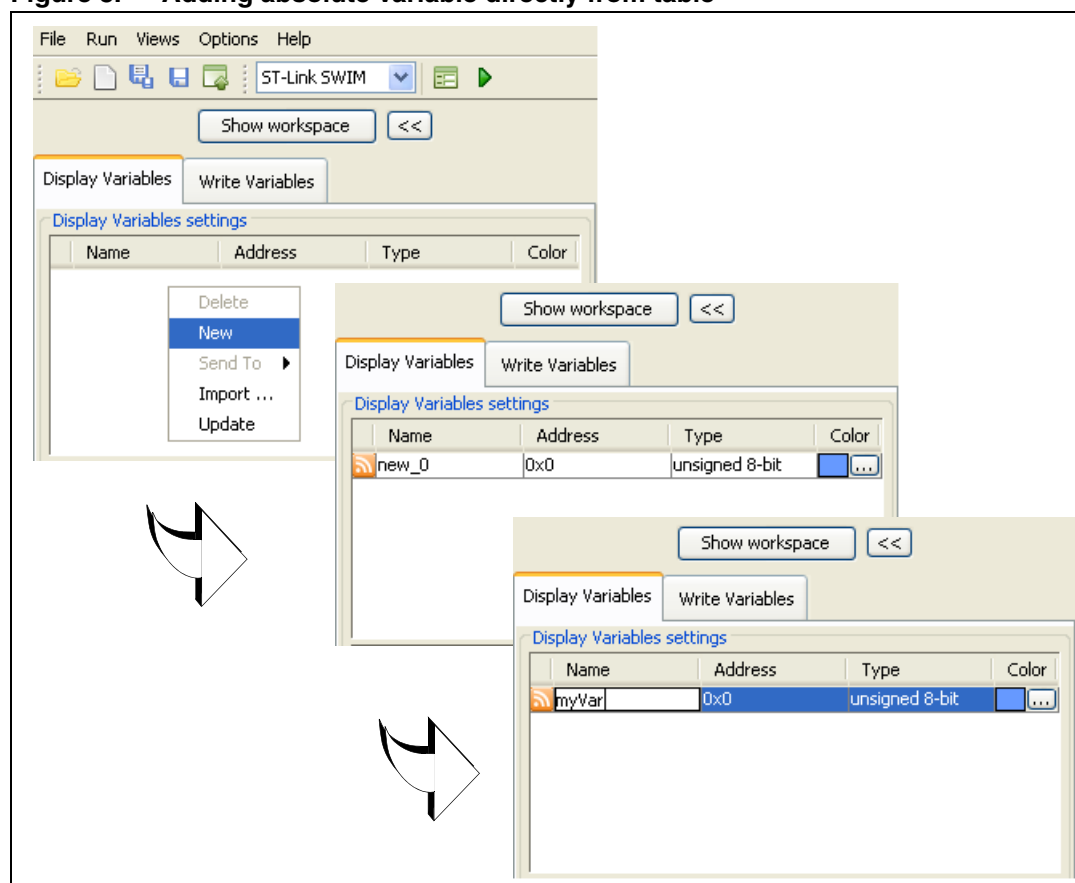 Adding absolute variable directly from table
File Run Views Options Help
ST-Link SWIM
Show workspace <<
Display Variables Write Variables
Display Variables settings
Name Address Type Color
Delete
New
Send To
Import ...
Update
Show workspace <<
Display Variables Write Variables
Display Variables settings
Name Address Type Color
new_0 0x0 unsigned 8-bit ...
Show workspace <<
Display Variables Write Variables
Display Variables settings
Name Address Type Color
myVar 0x0 unsigned 8-bit ...